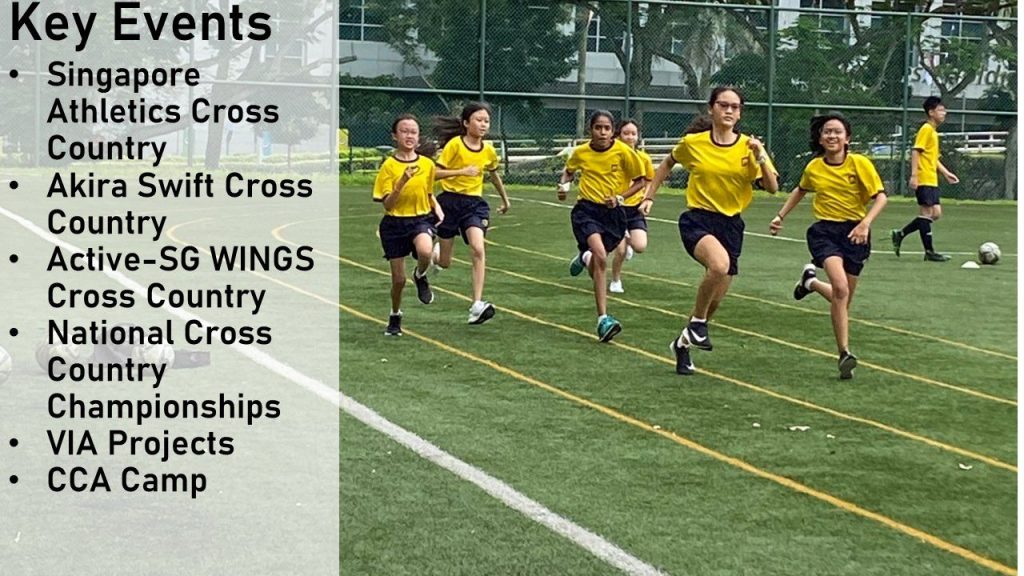 Key Events
• Singapore
Athletics Cross
Country
• Akira Swift Cross
Country
• Active-SG WINGS
Cross Country
• National Cross
Country
Championships
• VIA Projects
• CCA Camp